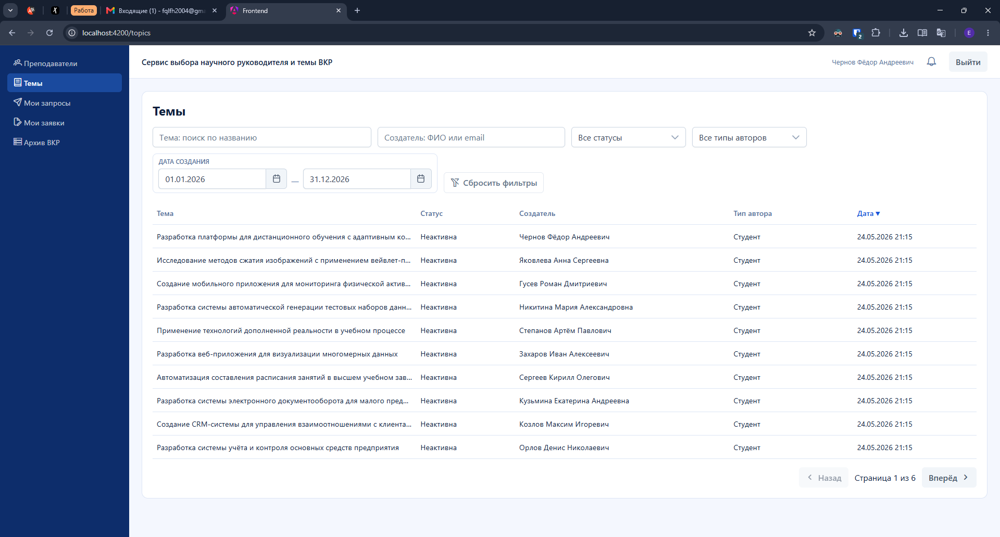 Работа
Входящие (1) - fqlfh2004@gma
Frontend
localhost:4200/topics
2
E
Преподаватели
Темы
Мои запросы
Мои заявки
Архив ВКР
Сервис выбора научного руководителя и темы ВКР
Чернов Фёдор Андреевич
Выйти
Темы
Тема: поиск по названию
Создатель: ФИО или email
Все статусы
Все типы авторов
ДАТА СОЗДАНИЯ
01.01.2026 — 31.12.2026
Сбросить фильтры
Тема Статус Создатель Тип автора Дата ▼
Разработка платформы для дистанционного обучения с адаптивным ко... Неактивна Чернов Фёдор Андреевич Студент 24.05.2026 21:15
Исследование методов сжатия изображений с применением вейвлет-п... Неактивна Яковлева Анна Сергеевна Студент 24.05.2026 21:15
Создание мобильного приложения для мониторинга физической актив... Неактивна Гусев Роман Дмитриевич Студент 24.05.2026 21:15
Разработка системы автоматической генерации тестовых наборов данн... Неактивна Никитина Мария Александровна Студент 24.05.2026 21:15
Применение технологий дополненной реальности в учебном процессе Неактивна Степанов Артём Павлович Студент 24.05.2026 21:15
Разработка веб-приложения для визуализации многомерных данных Неактивна Захаров Иван Алексеевич Студент 24.05.2026 21:15
Автоматизация составления расписания занятий в высшем учебном зав... Неактивна Сергеев Кирилл Олегович Студент 24.05.2026 21:15
Разработка системы электронного документооборота для малого пред... Неактивна Кузьмина Екатерина Андреевна Студент 24.05.2026 21:15
Создание CRM-системы для управления взаимоотношениями с клиента... Неактивна Козлов Максим Игоревич Студент 24.05.2026 21:15
Разработка системы учёта и контроля основных средств предприятия Неактивна Орлов Денис Николаевич Студент 24.05.2026 21:15
Назад Страница 1 из 6 Вперёд